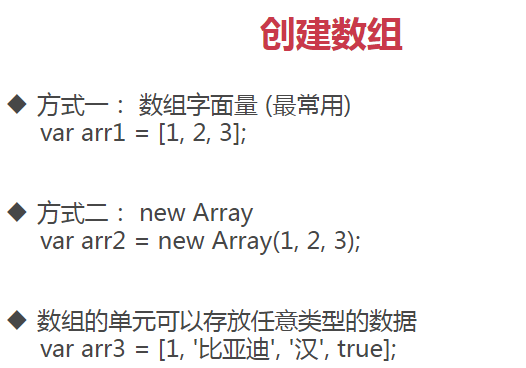 创建数组
◆ 方式一： 数组字面量 (最常用)
var arr1 = [1, 2, 3];
◆ 方式二： new Array
var arr2 = new Array(1, 2, 3);
◆ 数组的单元可以存放任意类型的数据
var arr3 = [1, '比亚迪', '汉', true];